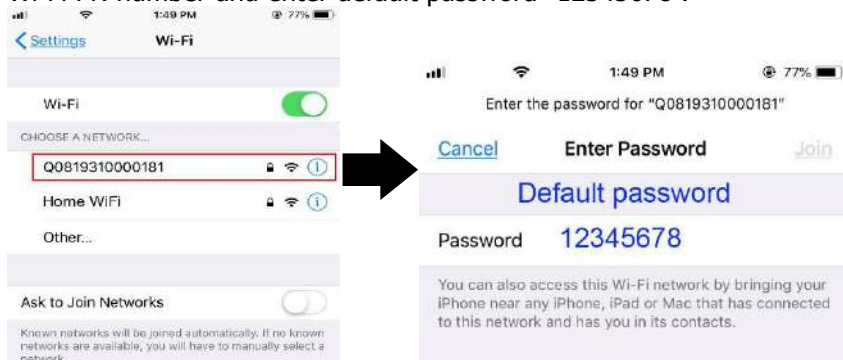 1:49 PM
77%
Settings
Wi-Fi
Wi-Fi
CHOOSE A NETWORK...
Q0819310000181
Home WiFi
Other...
Ask to Join Networks
Known networks will be joined automatically. If no known
networks are available, you will have to manually select a
network.
1:49 PM
77%
Enter the password for "Q0819310000181"
Cancel
Enter Password
Join
Default password
Password
12345678
You can also access this Wi-Fi network by bringing your
iPhone near any iPhone, iPad or Mac that has connected
to this network and has you in its contacts.